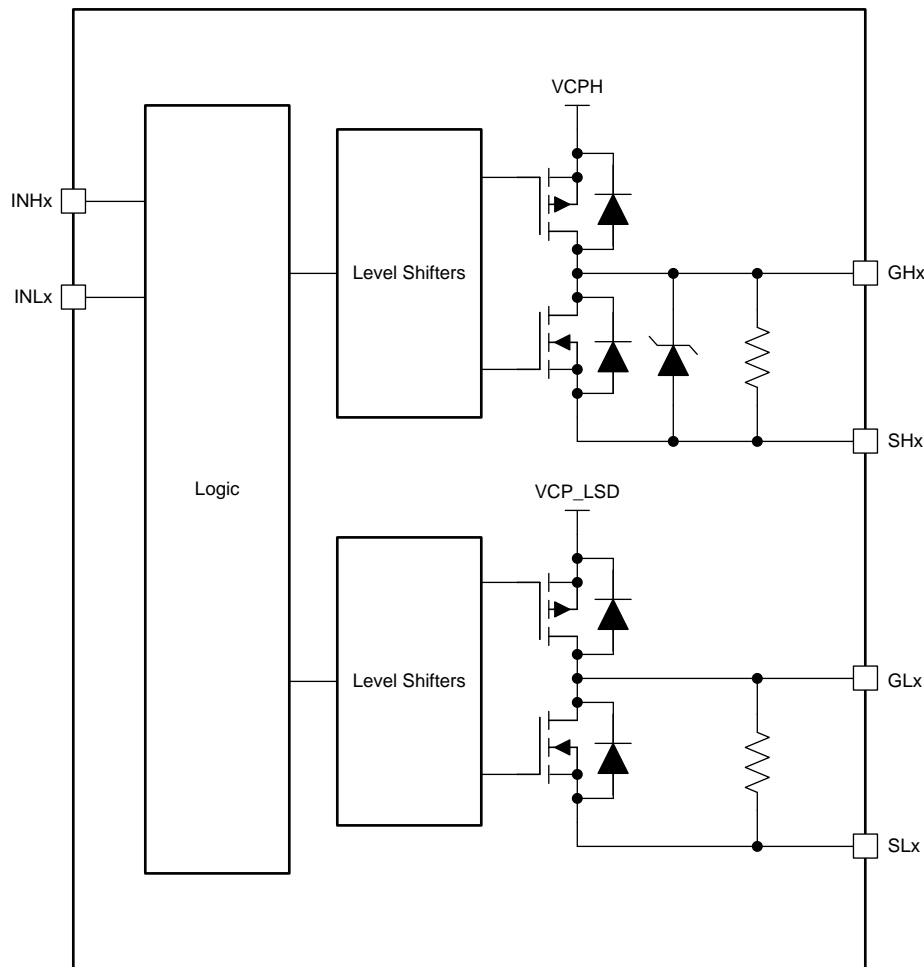 VCPH
INHx
INLx
Level Shifters
GHx
SHx
Logic
VCP_LSD
Level Shifters
GLx
SLx